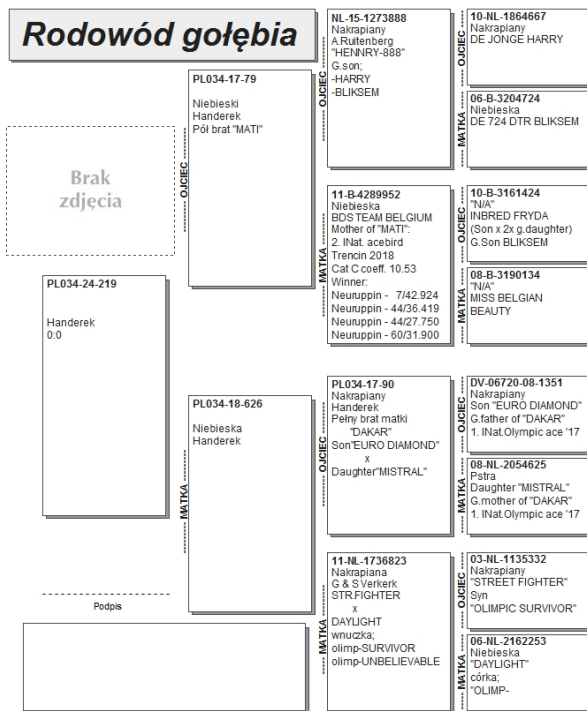 Rodowód gołębia
Brak
zdjęcia
PL034-24-219
Handerek
0:0
Podpis
OJCIEC
PL034-17-79
Niebieski
Handerek
Pół brat "MATI"
MATKA
PL034-18-626
Niebieska
Handerek
OJCIEC
NL-15-1273888
Nakrapiany
A.Ruitenberg
"HENNRY-888"
G.son;
-HARRY
-BLIKSEM
MATKA
11-B-4289952
Niebieska
BDS TEAM BELGIUM
Mother of "MATI":
2. INat. acebird
Trencin 2018
Cat C coeff. 10.53
Winner:
Neuruppin - 7/42.924
Neuruppin - 44/36.419
Neuruppin - 44/27.750
Neuruppin - 60/31.900
OJCIEC
PL034-17-90
Nakrapiany
Handerek
Pełny brat matki
"DAKAR"
Son"EURO DIAMOND"
x
Daughter"MISTRAL"
MATKA
11-NL-1736823
Nakrapiana
G & S Verkerk
STR.FIGHTER
x
DAYLIGHT
wnuczka;
olimp-SURVIVOR
olimp-UNBELIEVABLE
OJCIEC
10-NL-1864667
Nakrapiany
DE JONGE HARRY
MATKA
06-B-3204724
Niebieska
DE 724 DTR BLIKSEM
OJCIEC
10-B-3161424
"N/A"
INBRED FRYDA
(Son x 2x g.daughter)
G.Son BLIKSEM
MATKA
08-B-3190134
"N/A"
MISS BELGIAN
BEAUTY
OJCIEC
DV-06720-08-1351
Nakrapiany
Son "EURO DIAMOND"
G.father of "DAKAR"
1. INat.Olympic ace '17
MATKA
08-NL-2054625
Pstra
Daughter "MISTRAL"
G.mother of "DAKAR"
1. INat.Olympic ace '17
OJCIEC
03-NL-1135332
Nakrapiany
"STREET FIGHTER"
Syn
"OLIMPIC SURVIVOR"
MATKA
06-NL-2162253
Niebieska
"DAYLIGHT"
córka;
"OLIMP-